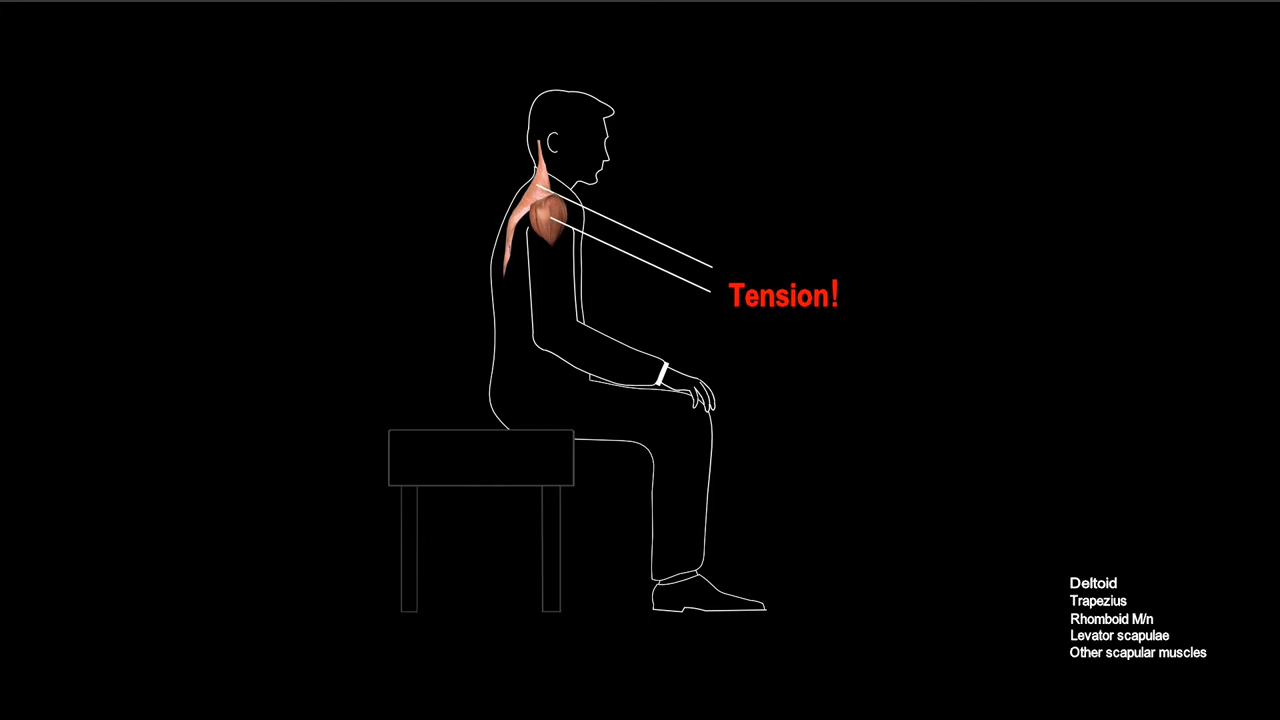 Tension!
Deltoid
Trapezius
Rhomboid M/n
Levator scapulae
Other scapular muscles